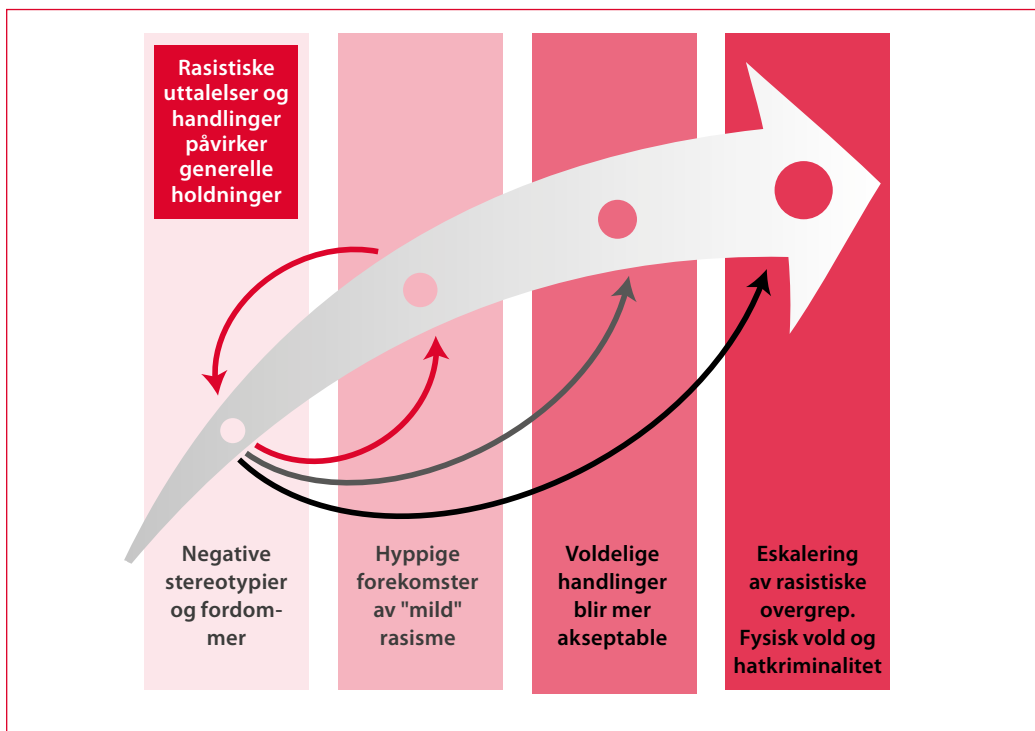 Rasistiske
uttalelser og
handlinger
påvirker
generelle
holdninger
Negative
stereotypier
og fordom-
mer
Hyppige
forekomster
av "mild"
rasisme
Voldelige
handlinger
blir mer
akseptable
Eskalering
av rasistiske
overgrep.
Fysisk vold og
hatkriminalitet